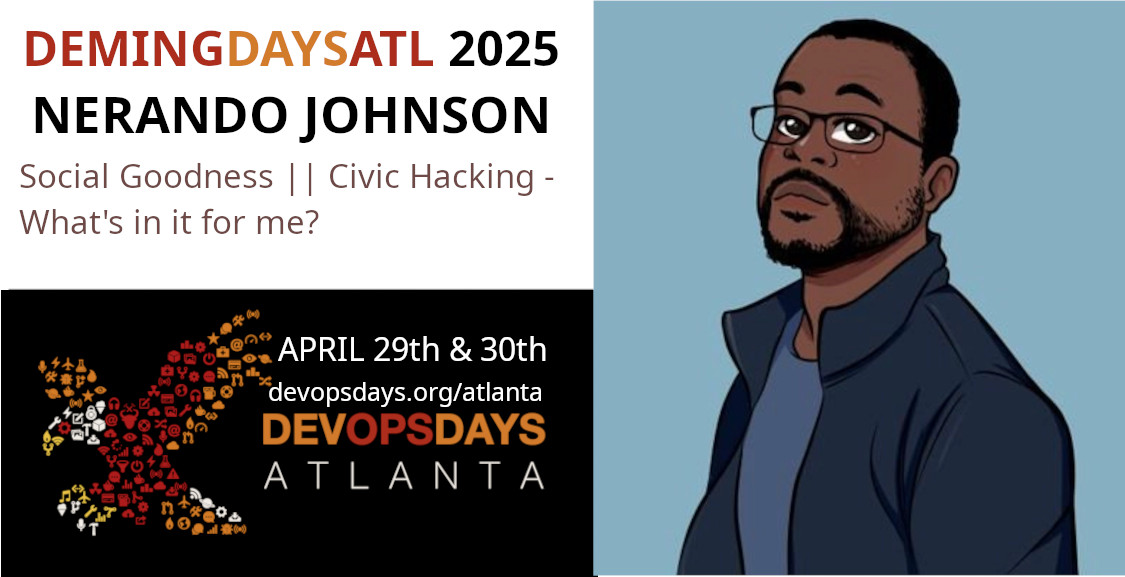 DEMINGDAYSATL 2025
NERANDO JOHNSON
Social Goodness || Civic Hacking -
What's in it for me?
APRIL 29th & 30th
devopsdays.org/atlanta
DEVOPSDAYS
ATLANTA